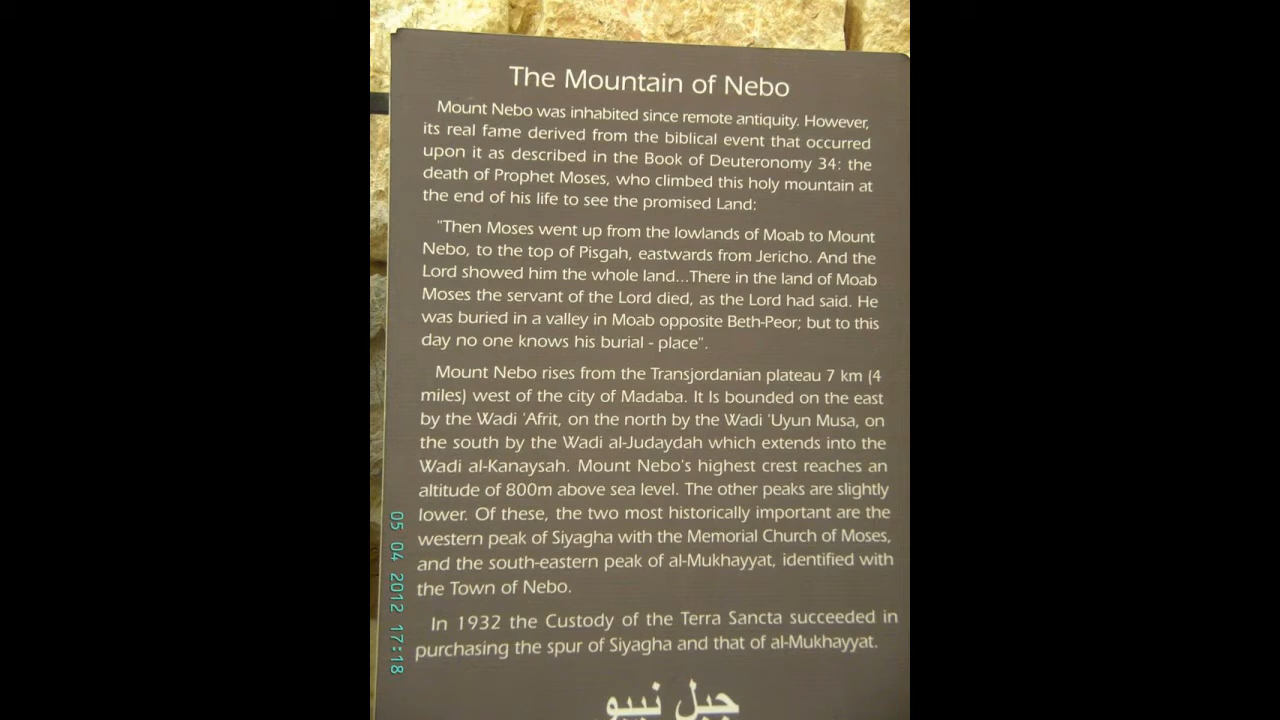 The Mountain of Nebo
Mount Nebo was inhabited since remote antiquity. However,
its real fame derived from the biblical event that occurred
upon it as described in the Book of Deuteronomy 34: the
death of Prophet Moses, who climbed this holy mountain at
the end of his life to see the promised Land:
"Then Moses went up from the lowlands of Moab to Mount
Nebo, to the top of Pisgah, eastwards from Jericho. And the
Lord showed him the whole land...There in the land of Moab
Moses the servant of the Lord died, as the Lord had said. He
was buried in a valley in Moab opposite Beth-Peor; but to this
day no one knows his burial - place".
Mount Nebo rises from the Transjordanian plateau 7 km (4
miles) west of the city of Madaba. It Is bounded on the east
by the Wadi 'Afrit, on the north by the Wadi 'Uyun Musa, on
the south by the Wadi al-Judaydah which extends into the
Wadi al-Kanaysah. Mount Nebo's highest crest reaches an
altitude of 800m above sea level. The other peaks are slightly
lower. Of these, the two most historically important are the
western peak of Siyagha with the Memorial Church of Moses,
and the south-eastern peak of al-Mukhayyat, identified with
the Town of Nebo.
In 1932 the Custody of the Terra Sancta succeeded in
purchasing the spur of Siyagha and that of al-Mukhayyat.
جبل نيبو
05 04 2012 17:18